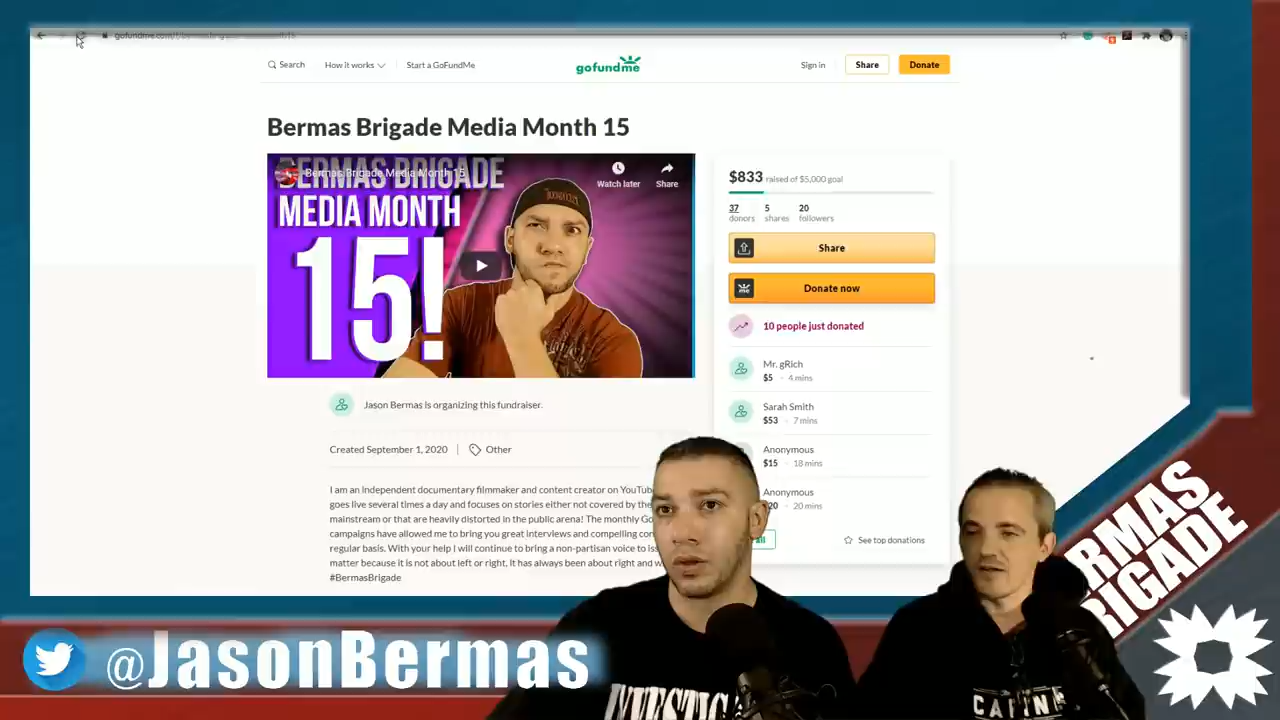 Search
How it works
Start a GoFundMe
gofundme
Sign in
Share
Donate
Bermas Brigade Media Month 15
BERMAS BRIGADE
Bermas Brigade Media Month 15
MEDIA MONTH
15!
Watch later
Share
$833 raised of $5,000 goal
37 donors
5 shares
20 followers
Share
Donate now
10 people just donated
Mr. gRich
$5 · 4 mins
Sarah Smith
$53 · 7 mins
Anonymous
$15 · 18 mins
Anonymous
20 · 20 mins
See top donations
Jason Bermas is organizing this fundraiser.
Created September 1, 2020
Other
I am an Independent documentary filmmaker and content creator on YouTub
goes live several times a day and focuses on stories either not covered by the
mainstream or that are heavily distorted in the public arena! The monthly Go
campaigns have allowed me to bring you great interviews and compelling con
regular basis. With your help I will continue to bring a non-partisan voice to is
matter because it is not about left or right, it has always been about right and w
#BermasBrigade
@JasonBermas
RMAS
RIGADE
INVESTIG